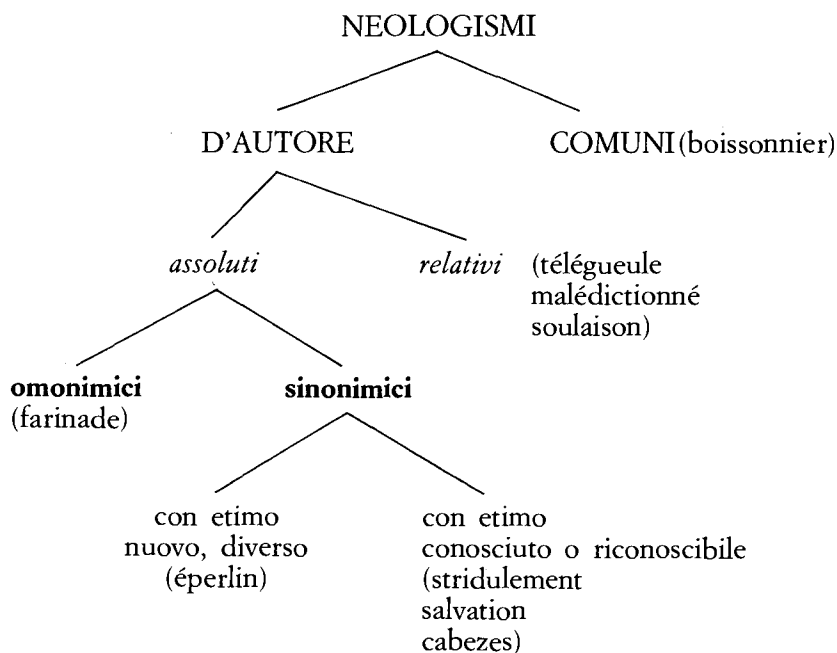 NEOLOGISMI
D'AUTORE COMUNI (boissonnier)
assoluti relativi (télégueule
malédictionné
soulaison)
omonimici sinonimici
(farinade)
con etimo con etimo
nuovo, diverso conosciuto o riconoscibile
(éperlin) (stridulement
salvation
cabezes)